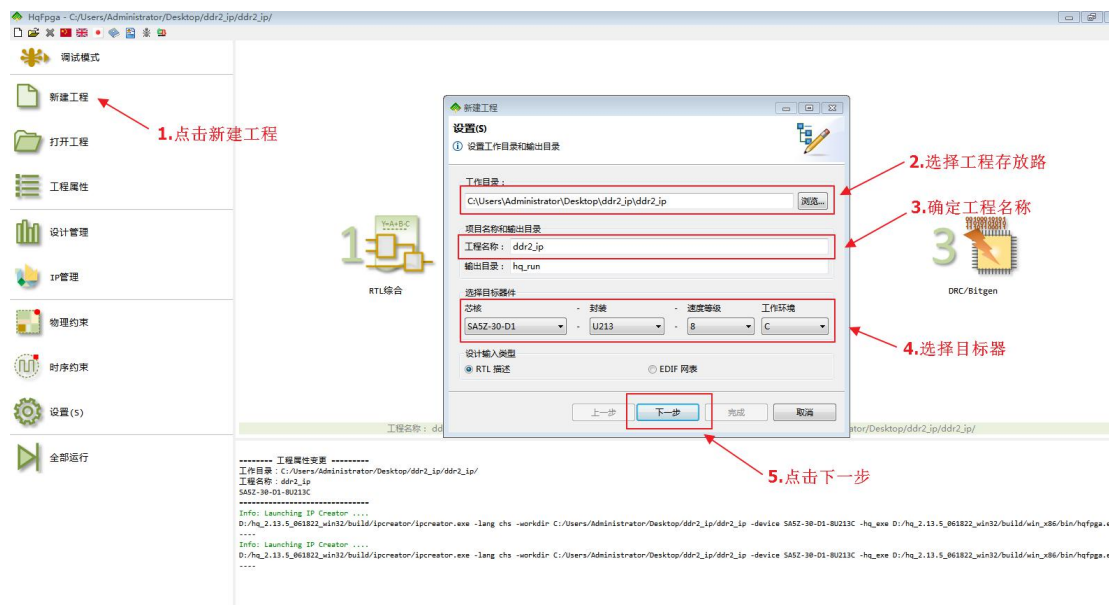 HqFpga - C:/Users/Administrator/Desktop/ddr2_ip/ddr2_ip/
调试模式
新建工程
1.点击新建工程
打开工程
工程属性
设计管理
IP管理
物理约束
时序约束
设置(S)
全部运行
1
Y=A+B·C
RTL综合
新建工程
设置(S)
设置工作目录和输出目录
工作目录：
C:\Users\Administrator\Desktop\ddr2_ip\ddr2_ip
浏览...
项目名称和输出目录
工程名称： ddr2_ip
输出目录： hq_run
选择目标器件
芯核 - 封装 - 速度等级 工作环境
SA5Z-30-D1 - U213 - 8 C
设计输入类型
RTL 描述 EDIF 网表
上一步 下一步 完成 取消
2.选择工程存放路
3.确定工程名称
3
DRC/Bitgen
4.选择目标器
5.点击下一步
工程名称： dd
ator/Desktop/ddr2_ip/ddr2_ip/
-------- 工程属性变更 ---------
工作目录：C:/Users/Administrator/Desktop/ddr2_ip/ddr2_ip/
工程名称：ddr2_ip
SA5Z-30-D1-8U213C
------------------------------
Info: Launching IP Creator ....
D:/hq_2.13.5_061822_win32/build/ipcreator/ipcreator.exe -lang chs -workdir C:/Users/Administrator/Desktop/ddr2_ip/ddr2_ip -device SA5Z-30-D1-8U213C -hq_exe D:/hq_2.13.5_061822_win32/build/win_x86/bin/hqfpga.e
----
Info: Launching IP Creator ....
D:/hq_2.13.5_061822_win32/build/ipcreator/ipcreator.exe -lang chs -workdir C:/Users/Administrator/Desktop/ddr2_ip/ddr2_ip -device SA5Z-30-D1-8U213C -hq_exe D:/hq_2.13.5_061822_win32/build/win_x86/bin/hqfpga.e
----